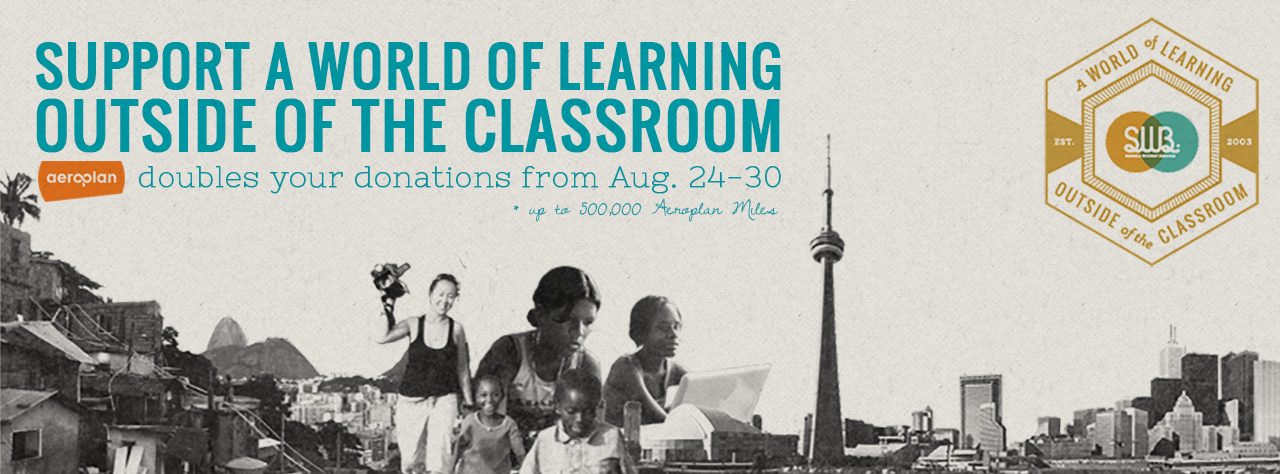 SUPPORT A WORLD OF LEARNING
OUTSIDE OF THE CLASSROOM
aeroplan doubles your donations from Aug. 24-30
* up to 500,000 Aeroplan Miles
A WORLD of LEARNING
EST. SWB. 2003
OUTSIDE of the CLASSROOM